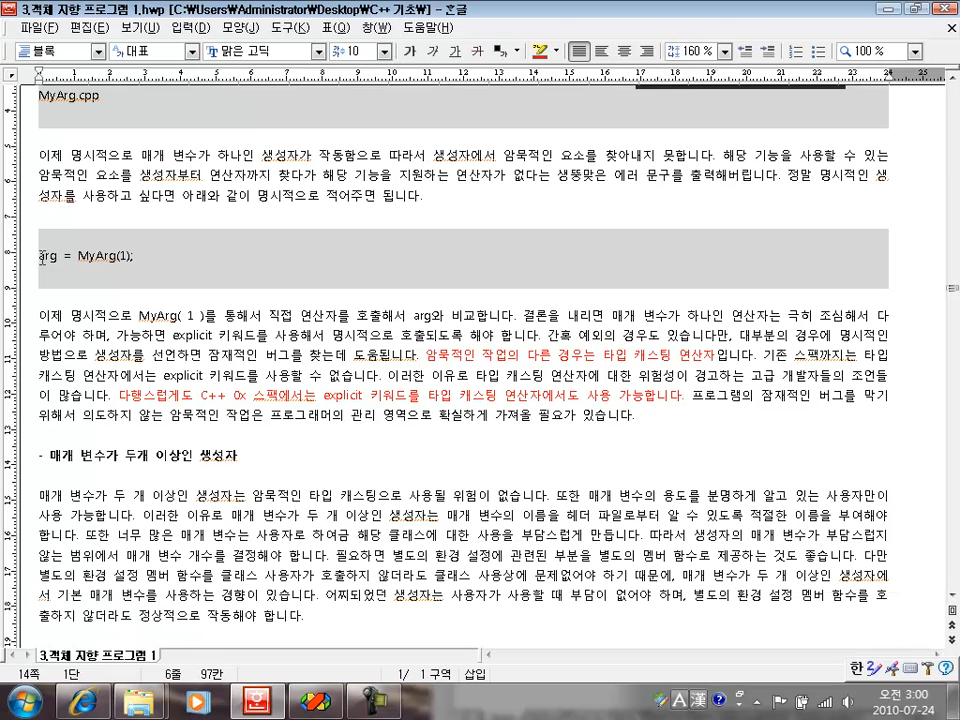 3.객체 지향 프로그램 1.hwp [C:₩Users₩Administrator₩Desktop₩C++ 기초₩] - 한글
파일(F) 편집(E) 보기(U) 입력(D) 모양(J) 도구(K) 표(Q) 창(W) 도움말(H)
블록 대표 맑은 고딕 10 가 가 가 가 가 160 % 100 %
1 2 3 4 5 6 7 8 9 10 11 12 13 14 15 16 17 18 19 20 21 22 23 24 25
MyArg.cpp
이제 명시적으로 매개 변수가 하나인 생성자가 작동함으로 따라서 생성자에서 암묵적인 요소를 찾아내지 못합니다. 해당 기능을 사용할 수 있는
암묵적인 요소를 생성자부터 연산자까지 찾다가 해당 기능을 지원하는 연산자가 없다는 생뚱맞은 에러 문구를 출력해버립니다. 정말 명시적인 생
성자를 사용하고 싶다면 아래와 같이 명시적으로 적어주면 됩니다.
arg = MyArg(1);
이제 명시적으로 MyArg( 1 )를 통해서 직접 연산자를 호출해서 arg와 비교합니다. 결론을 내리면 매개 변수가 하나인 연산자는 극히 조심해서 다
루어야 하며, 가능하면 explicit 키워드를 사용해서 명시적으로 호출되도록 해야 합니다. 간혹 예외의 경우도 있습니다만, 대부분의 경우에 명시적인
방법으로 생성자를 선언하면 잠재적인 버그를 찾는데 도움됩니다. 암묵적인 작업의 다른 경우는 타입 캐스팅 연산자입니다. 기존 스팩까지는 타입
캐스팅 연산자에서는 explicit 키워드를 사용할 수 없습니다. 이러한 이유로 타입 캐스팅 연산자에 대한 위험성이 경고하는 고급 개발자들의 조언들
이 많습니다. 다행스럽게도 C++ 0x 스팩에서는 explicit 키워드를 타입 캐스팅 연산자에서도 사용 가능합니다. 프로그램의 잠재적인 버그를 막기
위해서 의도하지 않는 암묵적인 작업은 프로그래머의 관리 영역으로 확실하게 가져올 필요가 있습니다.
- 매개 변수가 두개 이상인 생성자
매개 변수가 두 개 이상인 생성자는 암묵적인 타입 캐스팅으로 사용될 위험이 없습니다. 또한 매개 변수의 용도를 분명하게 알고 있는 사용자만이
사용 가능합니다. 이러한 이유로 매개 변수가 두 개 이상인 생성자는 매개 변수의 이름을 헤더 파일로부터 알 수 있도록 적절한 이름을 부여해야
합니다. 또한 너무 많은 매개 변수는 사용자로 하여금 해당 클래스에 대한 사용을 부담스럽게 만듭니다. 따라서 생성자의 매개 변수가 부담스럽지
않는 범위에서 매개 변수 개수를 결정해야 합니다. 필요하면 별도의 환경 설정에 관련된 부분을 별도의 멤버 함수로 제공하는 것도 좋습니다. 다만
별도의 환경 설정 멤버 함수를 클래스 사용자가 호출하지 않더라도 클래스 사용상에 문제없어야 하기 때문에, 매개 변수가 두 개 이상인 생성자에
서 기본 매개 변수를 사용하는 경향이 있습니다. 어찌되었던 생성자는 사용자가 사용할 때 부담이 없어야 하며, 별도의 환경 설정 멤버 함수를 호
출하지 않더라도 정상적으로 작동해야 합니다.
3.객체 지향 프로그램 1
14쪽 1단 6줄 97칸 1/ 1 구역 삽입
한
A 漢
오후 3:00
2010-07-24